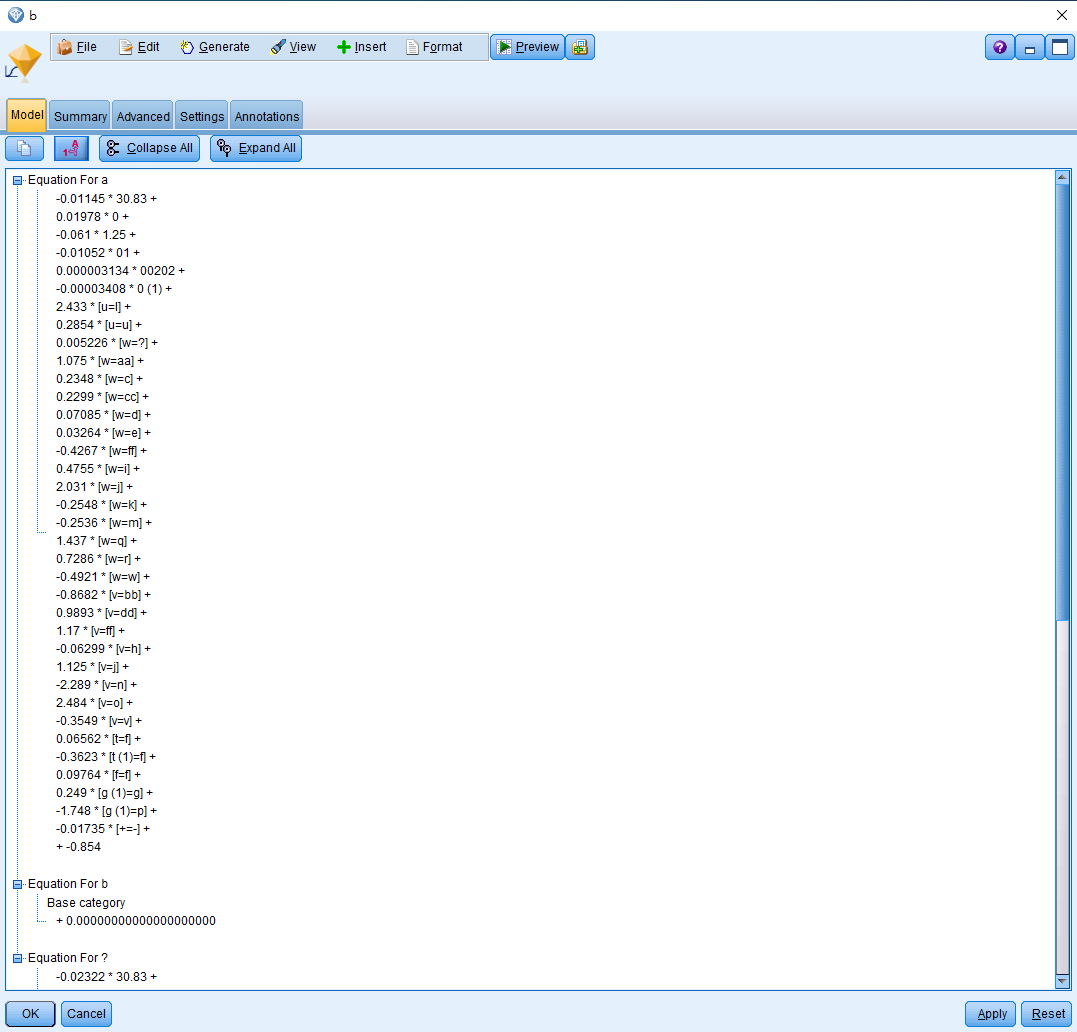 b
File Edit Generate View Insert Format Preview
Model Summary Advanced Settings Annotations
Collapse All Expand All
Equation For a
-0.01145 * 30.83 +
0.01978 * 0 +
-0.061 * 1.25 +
-0.01052 * 01 +
0.000003134 * 00202 +
-0.00003408 * 0 (1) +
2.433 * [u=l] +
0.2854 * [u=u] +
0.005226 * [w=?] +
1.075 * [w=aa] +
0.2348 * [w=c] +
0.2299 * [w=cc] +
0.07085 * [w=d] +
0.03264 * [w=e] +
-0.4267 * [w=ff] +
0.4755 * [w=i] +
2.031 * [w=j] +
-0.2548 * [w=k] +
-0.2536 * [w=m] +
1.437 * [w=q] +
0.7286 * [w=r] +
-0.4921 * [w=w] +
-0.8682 * [v=bb] +
0.9893 * [v=dd] +
1.17 * [v=ff] +
-0.06299 * [v=h] +
1.125 * [v=j] +
-2.289 * [v=n] +
2.484 * [v=o] +
-0.3549 * [v=v] +
0.06562 * [t=f] +
-0.3623 * [t (1)=f] +
0.09764 * [f=f] +
0.249 * [g (1)=g] +
-1.748 * [g (1)=p] +
-0.01735 * [+=-] +
+ -0.854
Equation For b
Base category
+ 0.00000000000000000000
Equation For ?
-0.02322 * 30.83 +
OK Cancel Apply Reset